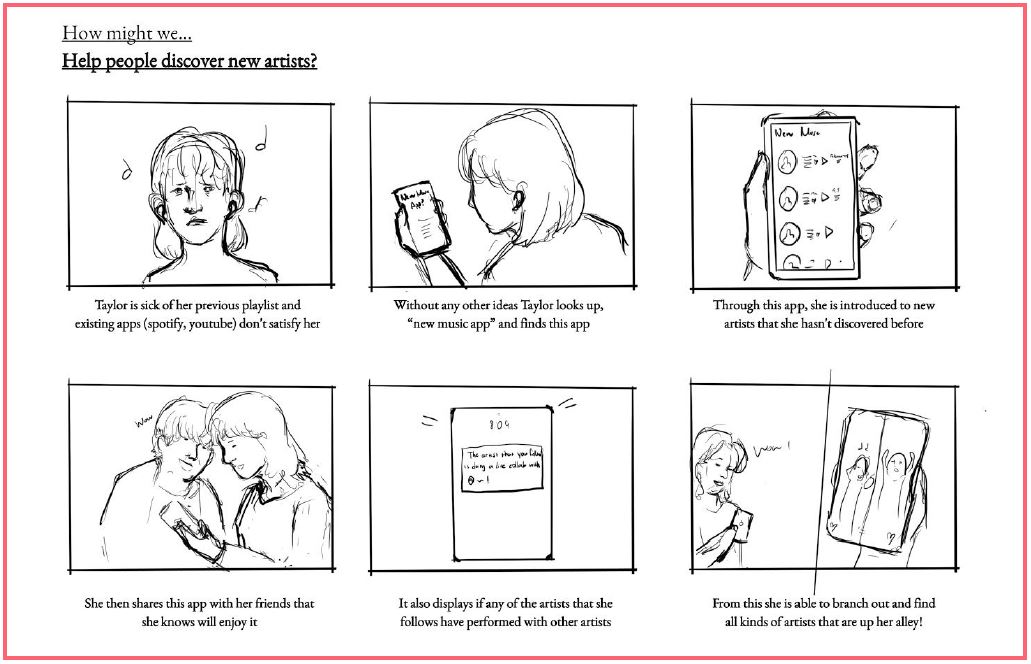 How might we...
Help people discover new artists?
New Music
App?
New Music
Taylor is sick of her previous playlist and
existing apps (spotify, youtube) don't satisfy her
Without any other ideas Taylor looks up,
“new music app” and finds this app
Through this app, she is introduced to new
artists that she hasn't discovered before
Wow
804
The artist that you follow
is doing a live collab with
!
Wow!
She then shares this app with her friends that
she knows will enjoy it
It also displays if any of the artists that she
follows have performed with other artists
From this she is able to branch out and find
all kinds of artists that are up her alley!